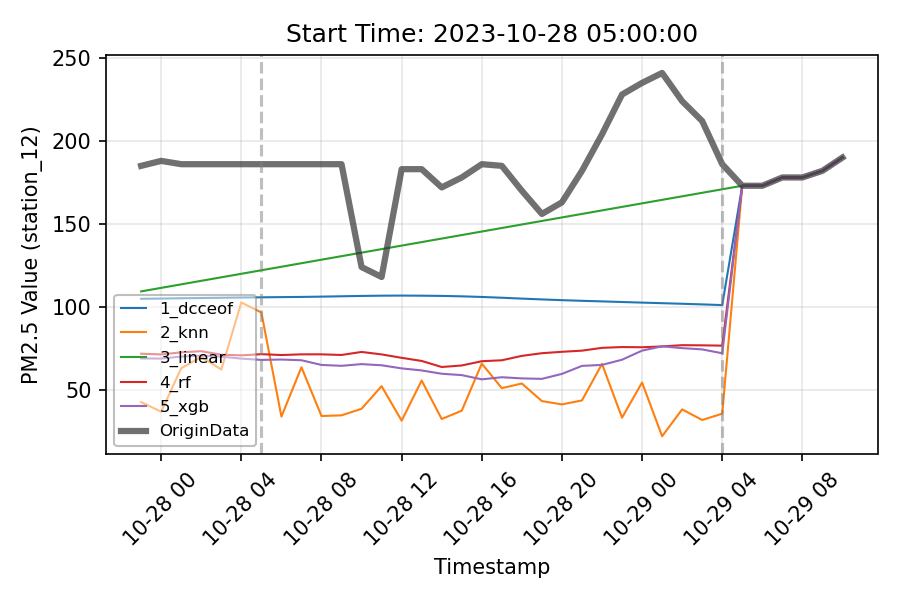 Start Time: 2023-10-28 05:00:00
PM2.5 Value (station_12)
250
200
150
100
50
1_dcceof
2_knn
3_linear
4_rf
5_xgb
OriginData
10-28 00
10-28 04
10-28 08
10-28 12
10-28 16
10-28 20
10-29 00
10-29 04
10-29 08
Timestamp